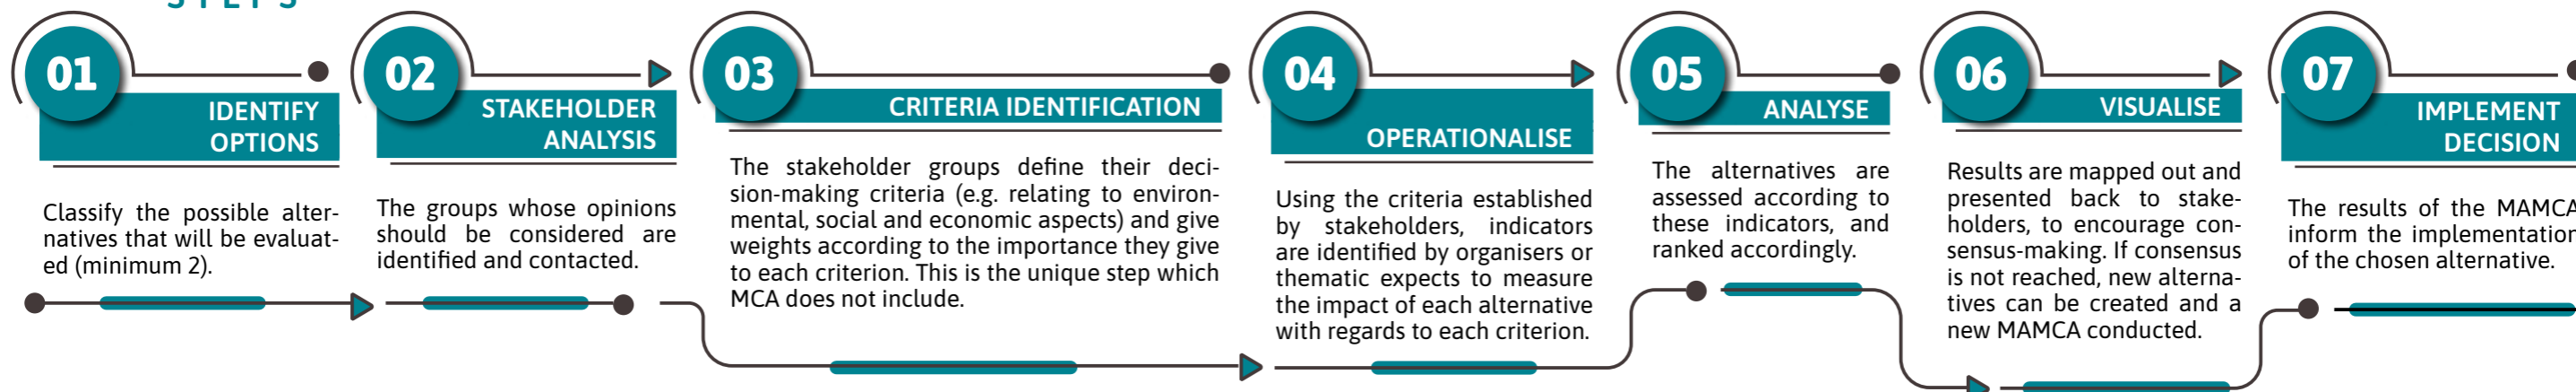 STEPS
01
IDENTIFY
OPTIONS
Classify the possible alter-
natives that will be evaluat-
ed (minimum 2).
02
STAKEHOLDER
ANALYSIS
The groups whose opinions
should be considered are
identified and contacted.
03
CRITERIA IDENTIFICATION
The stakeholder groups define their deci-
sion-making criteria (e.g. relating to environ-
mental, social and economic aspects) and give
weights according to the importance they give
to each criterion. This is the unique step which
MCA does not include.
04
OPERATIONALISE
Using the criteria established
by stakeholders, indicators
are identified by organisers or
thematic expects to measure
the impact of each alternative
with regards to each criterion.
05
ANALYSE
The alternatives are
assessed according to
these indicators, and
ranked accordingly.
06
VISUALISE
Results are mapped out and
presented back to stake-
holders, to encourage con-
sensus-making. If consensus
is not reached, new alterna-
tives can be created and a
new MAMCA conducted.
07
IMPLEMENT
DECISION
The results of the MAMCA
inform the implementation
of the chosen alternative.